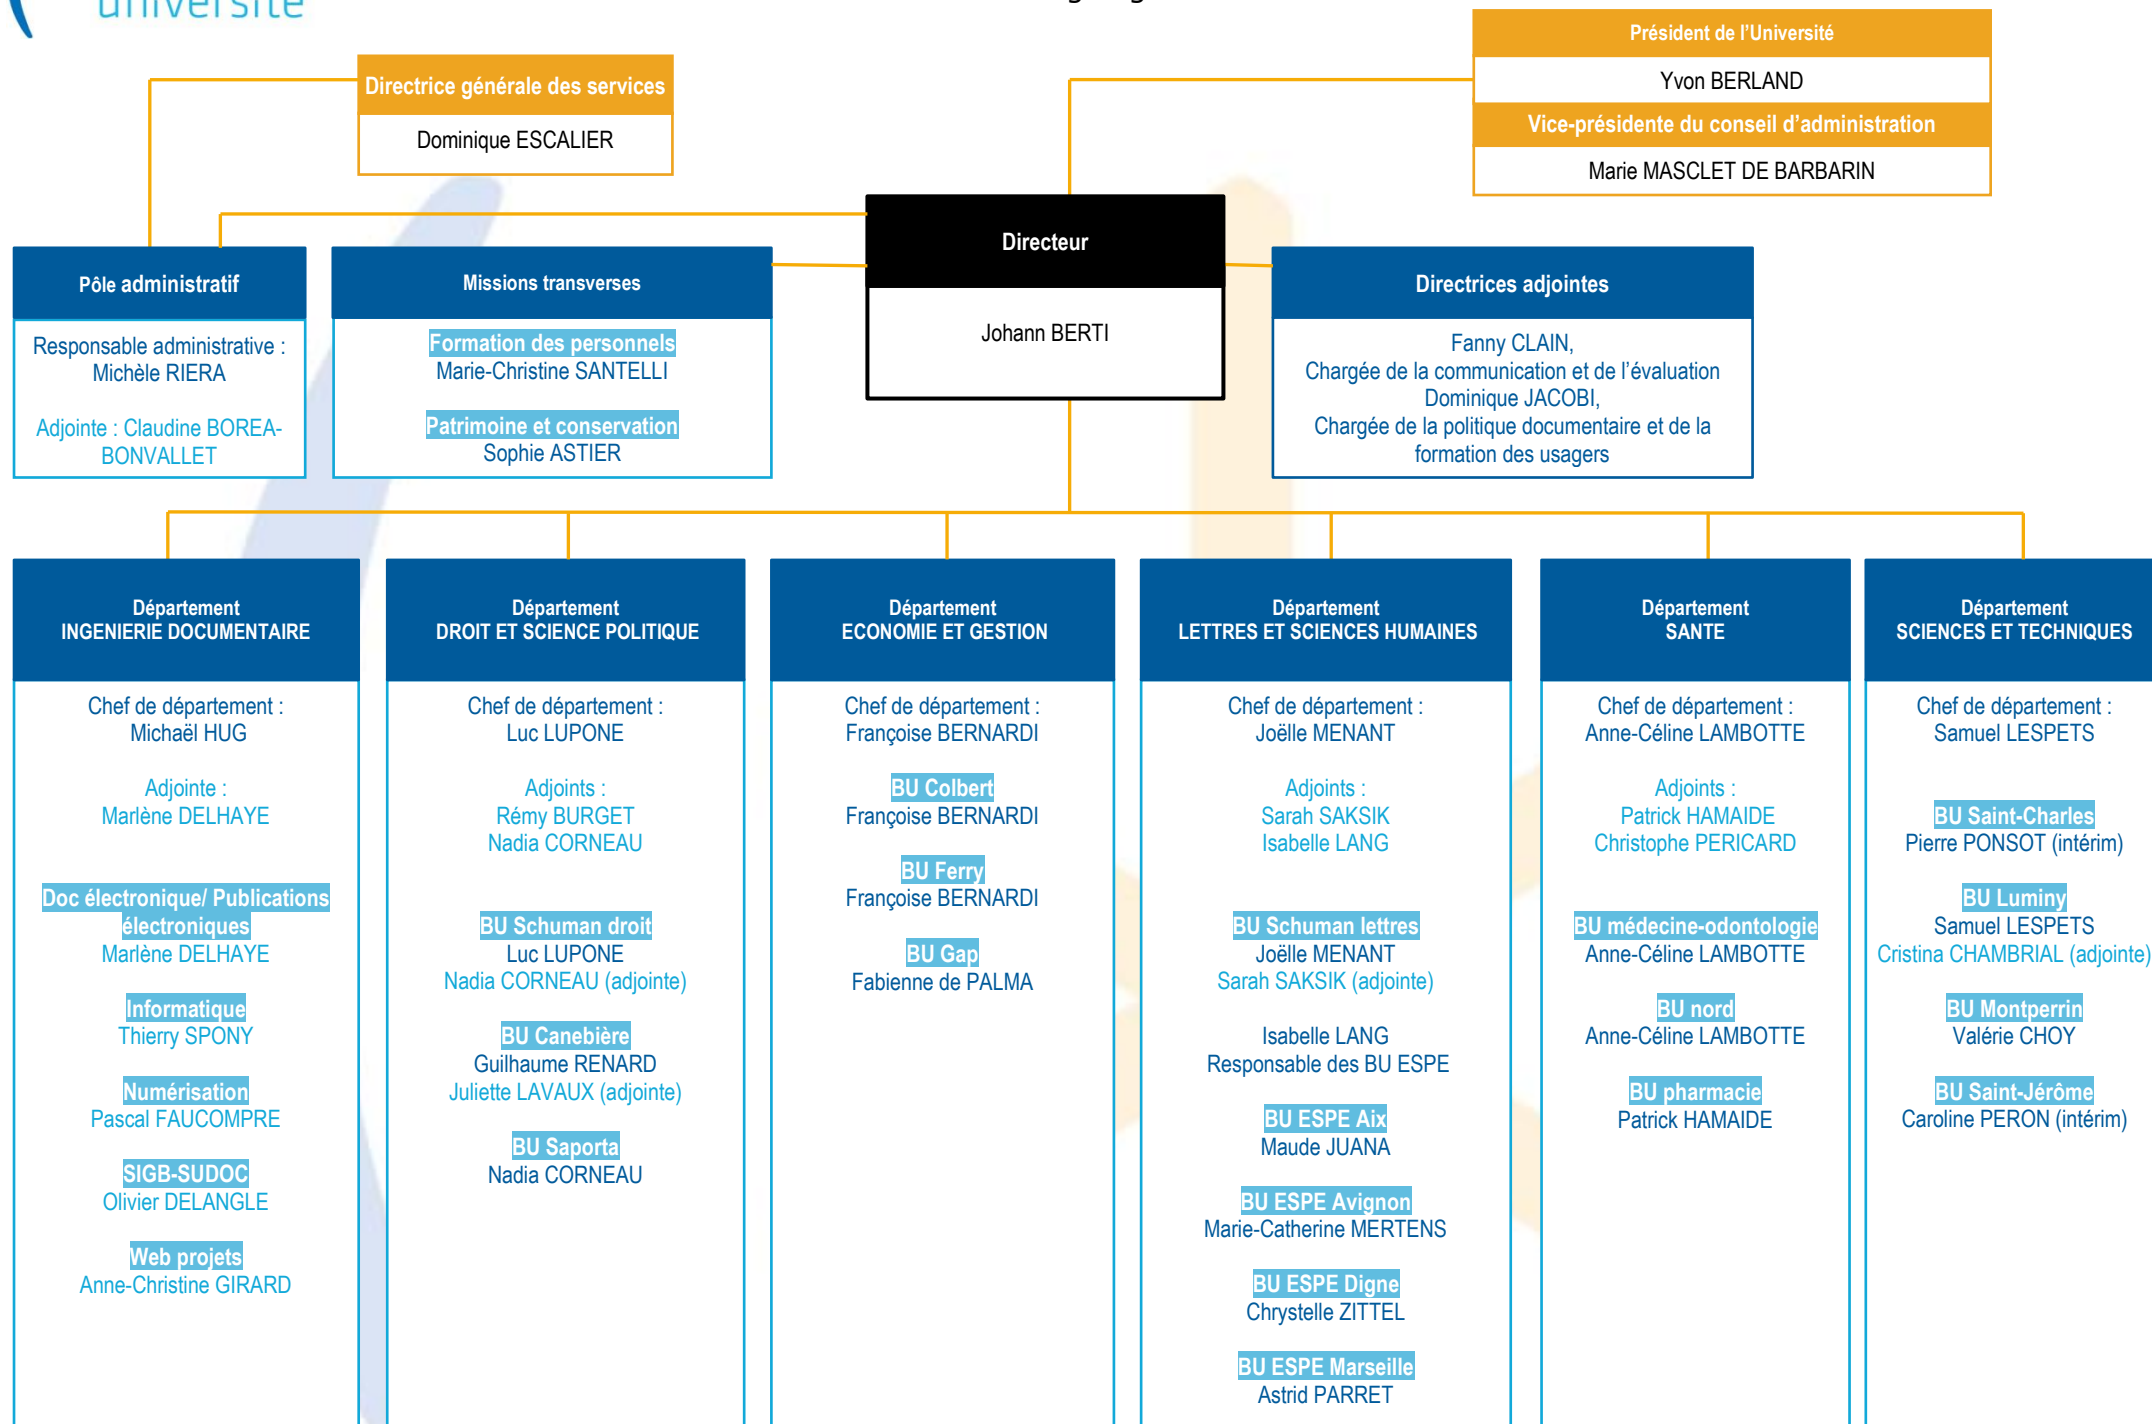 université
Directrice générale des services
Dominique ESCALIER
Président de l'Université
Yvon BERLAND
Vice-présidente du conseil d'administration
Marie MASCLET DE BARBARIN
Directeur
Johann BERTI
Pôle administratif
Responsable administrative :
Michèle RIERA
Adjointe : Claudine BOREA-
BONVALLET
Missions transverses
Formation des personnels
Marie-Christine SANTELLI
Patrimoine et conservation
Sophie ASTIER
Directrices adjointes
Fanny CLAIN,
Chargée de la communication et de l'évaluation
Dominique JACOBI,
Chargée de la politique documentaire et de la
formation des usagers
Département
INGENIERIE DOCUMENTAIRE
Chef de département :
Michaël HUG
Adjointe :
Marlène DELHAYE
Doc électronique/ Publications
électroniques
Marlène DELHAYE
Informatique
Thierry SPONY
Numérisation
Pascal FAUCOMPRE
SIGB-SUDOC
Olivier DELANGLE
Web projets
Anne-Christine GIRARD
Département
DROIT ET SCIENCE POLITIQUE
Chef de département :
Luc LUPONE
Adjoints :
Rémy BURGET
Nadia CORNEAU
BU Schuman droit
Luc LUPONE
Nadia CORNEAU (adjointe)
BU Canebière
Guilhaume RENARD
Juliette LAVAUX (adjointe)
BU Saporta
Nadia CORNEAU
Département
ECONOMIE ET GESTION
Chef de département :
Françoise BERNARDI
BU Colbert
Françoise BERNARDI
BU Ferry
Françoise BERNARDI
BU Gap
Fabienne de PALMA
Département
LETTRES ET SCIENCES HUMAINES
Chef de département :
Joëlle MENANT
Adjoints :
Sarah SAKSIK
Isabelle LANG
BU Schuman lettres
Joëlle MENANT
Sarah SAKSIK (adjointe)
Isabelle LANG
Responsable des BU ESPE
BU ESPE Aix
Maude JUANA
BU ESPE Avignon
Marie-Catherine MERTENS
BU ESPE Digne
Chrystelle ZITTEL
BU ESPE Marseille
Astrid PARRET
Département
SANTE
Chef de département :
Anne-Céline LAMBOTTE
Adjoints :
Patrick HAMAIDE
Christophe PERICARD
BU médecine-odontologie
Anne-Céline LAMBOTTE
BU nord
Anne-Céline LAMBOTTE
BU pharmacie
Patrick HAMAIDE
Département
SCIENCES ET TECHNIQUES
Chef de département :
Samuel LESPETS
BU Saint-Charles
Pierre PONSOT (intérim)
BU Luminy
Samuel LESPETS
Cristina CHAMBRIAL (adjointe)
BU Montperrin
Valérie CHOY
BU Saint-Jérôme
Caroline PERON (intérim)